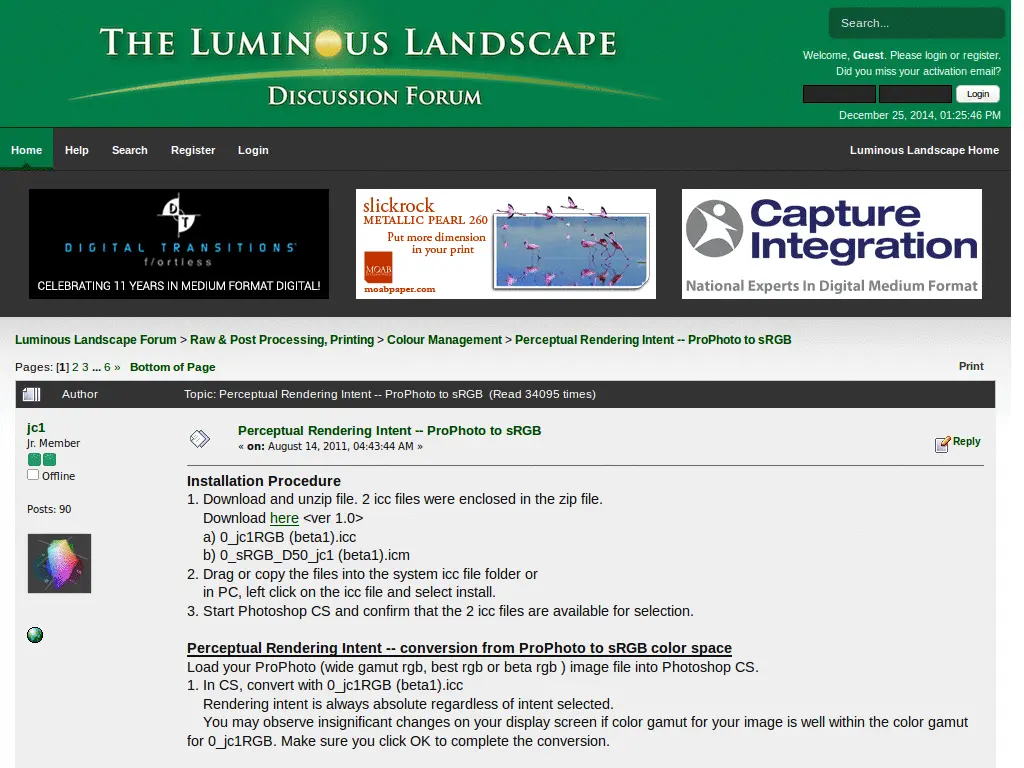 THE LUMINOUS LANDSCAPE
DISCUSSION FORUM
Search...
Welcome, Guest. Please login or register.
Did you miss your activation email?
Login
December 25, 2014, 01:25:46 PM
Home Help Search Register Login Luminous Landscape Home
DT
DIGITAL TRANSITIONS
f/ortless
CELEBRATING 11 YEARS IN MEDIUM FORMAT DIGITAL!
slickrock
METALLIC PEARL 260
Put more dimension
in your print
MOAB
moabpaper.com
Capture
Integration
National Experts In Digital Medium Format
Luminous Landscape Forum > Raw & Post Processing, Printing > Colour Management > Perceptual Rendering Intent -- ProPhoto to sRGB
Pages: [1] 2 3 ... 6 » Bottom of Page Print
Author Topic: Perceptual Rendering Intent -- ProPhoto to sRGB (Read 34095 times)
jc1
Jr. Member
Offline
Posts: 90
Perceptual Rendering Intent -- ProPhoto to sRGB
« on: August 14, 2011, 04:43:44 AM »
Reply
Installation Procedure
1. Download and unzip file. 2 icc files were enclosed in the zip file.
Download here <ver 1.0>
a) 0_jc1RGB (beta1).icc
b) 0_sRGB_D50_jc1 (beta1).icm
2. Drag or copy the files into the system icc file folder or
in PC, left click on the icc file and select install.
3. Start Photoshop CS and confirm that the 2 icc files are available for selection.
Perceptual Rendering Intent -- conversion from ProPhoto to sRGB color space
Load your ProPhoto (wide gamut rgb, best rgb or beta rgb ) image file into Photoshop CS.
1. In CS, convert with 0_jc1RGB (beta1).icc
Rendering intent is always absolute regardless of intent selected.
You may observe insignificant changes on your display screen if color gamut for your image is well within the color gamut
for 0_jc1RGB. Make sure you click OK to complete the conversion.